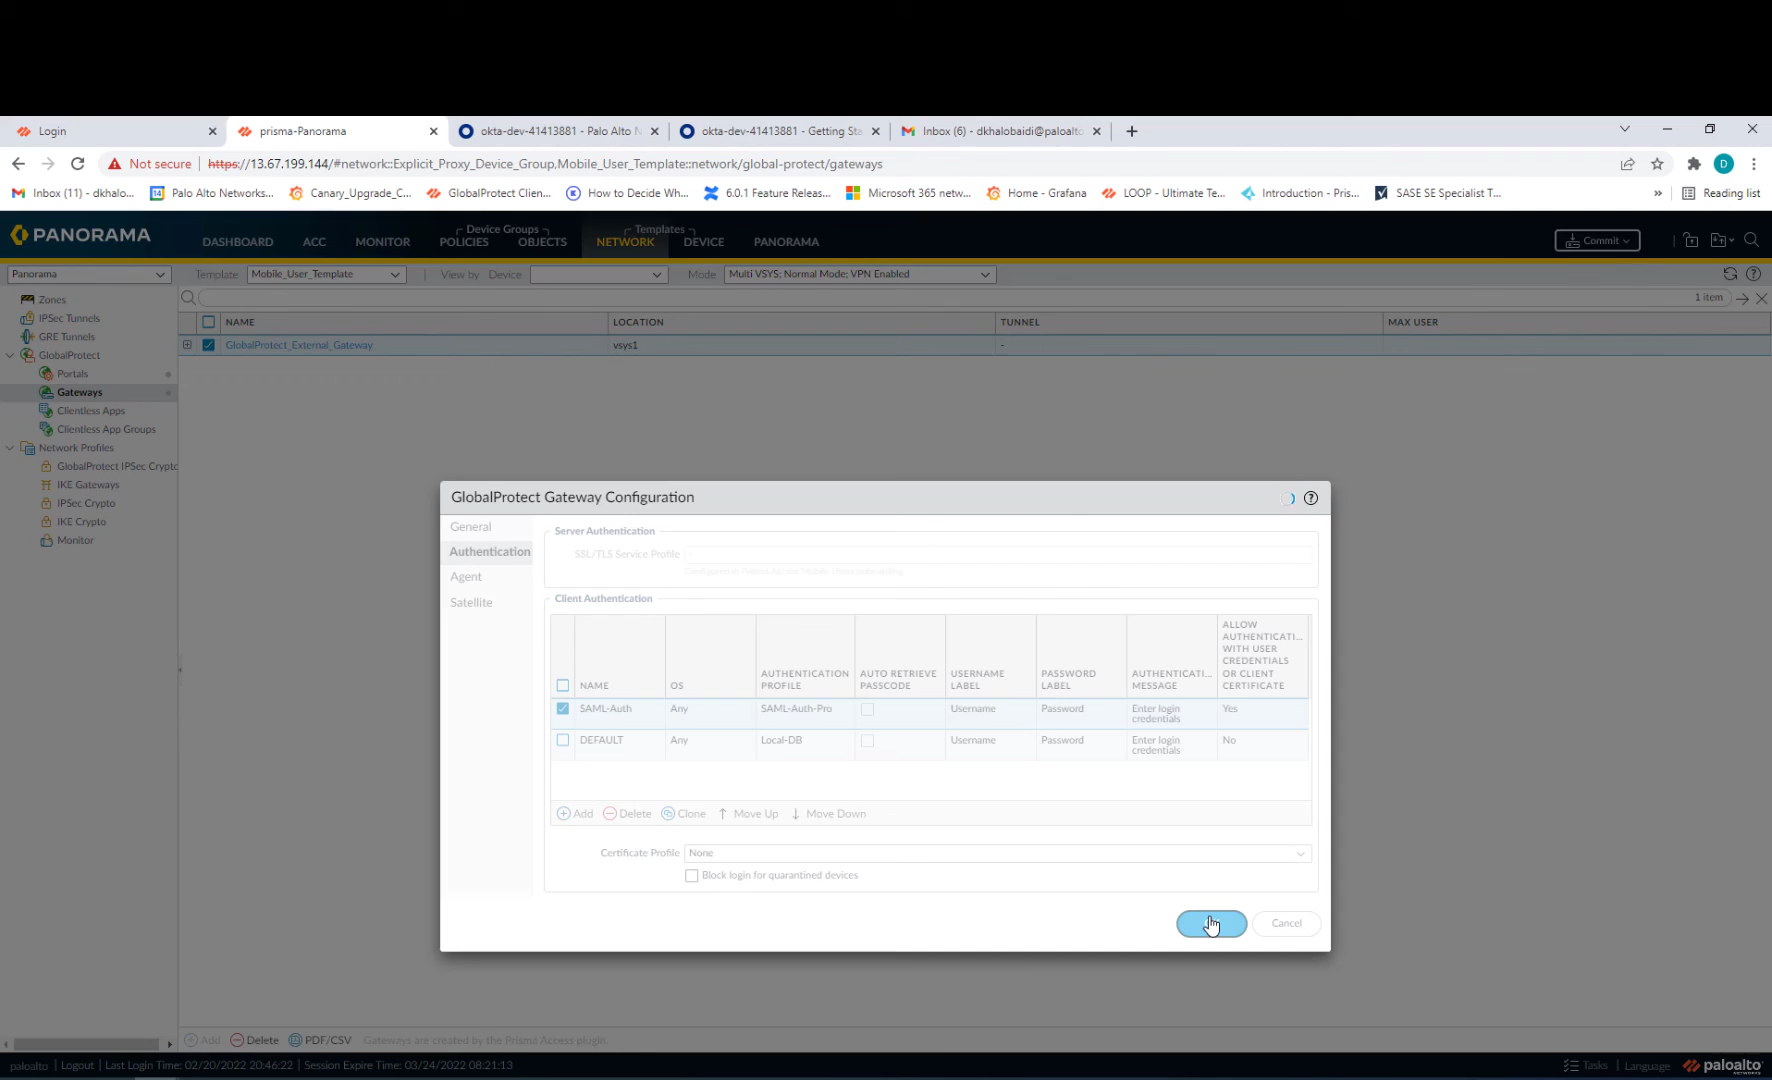 Login
prisma-Panorama
okta-dev-41413881 - Palo Alto N
okta-dev-41413881 - Getting Sta
Inbox (6) - dkhalobaidi@paloalto
Not secure | https://13.67.199.144/#network::Explicit_Proxy_Device_Group,Mobile_User_Template::network/global-protect/gateways
D
Inbox (11) - dkhalo...
Palo Alto Networks...
Canary_Upgrade_C...
GlobalProtect Clien...
How to Decide Wh...
6.0.1 Feature Releas...
Microsoft 365 netw...
Home - Grafana
LOOP - Ultimate Te...
Introduction - Pris...
SASE SE Specialist T...
»
Reading list
PANORAMA
DASHBOARD
ACC
MONITOR
Device Groups
POLICIES
OBJECTS
Templates
NETWORK
DEVICE
PANORAMA
Commit
Panorama
Template Mobile_User_Template
View by Device
Mode Multi VSYS; Normal Mode; VPN Enabled
Zones
IPSec Tunnels
GRE Tunnels
GlobalProtect
Portals
Gateways
Clientless Apps
Clientless App Groups
Network Profiles
GlobalProtect IPSec Crypto
IKE Gateways
IPSec Crypto
IKE Crypto
Monitor
1 item
NAME LOCATION TUNNEL MAX USER
GlobalProtect_External_Gateway vsys1 -
GlobalProtect Gateway Configuration
General
Authentication
Agent
Satellite
Server Authentication
SSL/TLS Service Profile
Client Authentication
NAME
OS
AUTHENTICATION PROFILE
AUTO RETRIEVE PASSCODE
USERNAME LABEL
PASSWORD LABEL
AUTHENTICATI... MESSAGE
ALLOW AUTHENTICATI... WITH USER CREDENTIALS OR CLIENT CERTIFICATE
SAML-Auth Any SAML-Auth-Pro Username Password Enter login credentials Yes
DEFAULT Any Local-DB Username Password Enter login credentials No
Add Delete Clone Move Up Move Down
Certificate Profile None
Block login for quarantined devices
Cancel
Add Delete PDF/CSV Gateways are created by the Prisma Access plugin.
paloalto | Logout | Last Login Time: 02/20/2022 20:46:22 | Session Expire Time: 03/24/2022 08:21:13
Tasks | Language
paloalto
NETWORKS